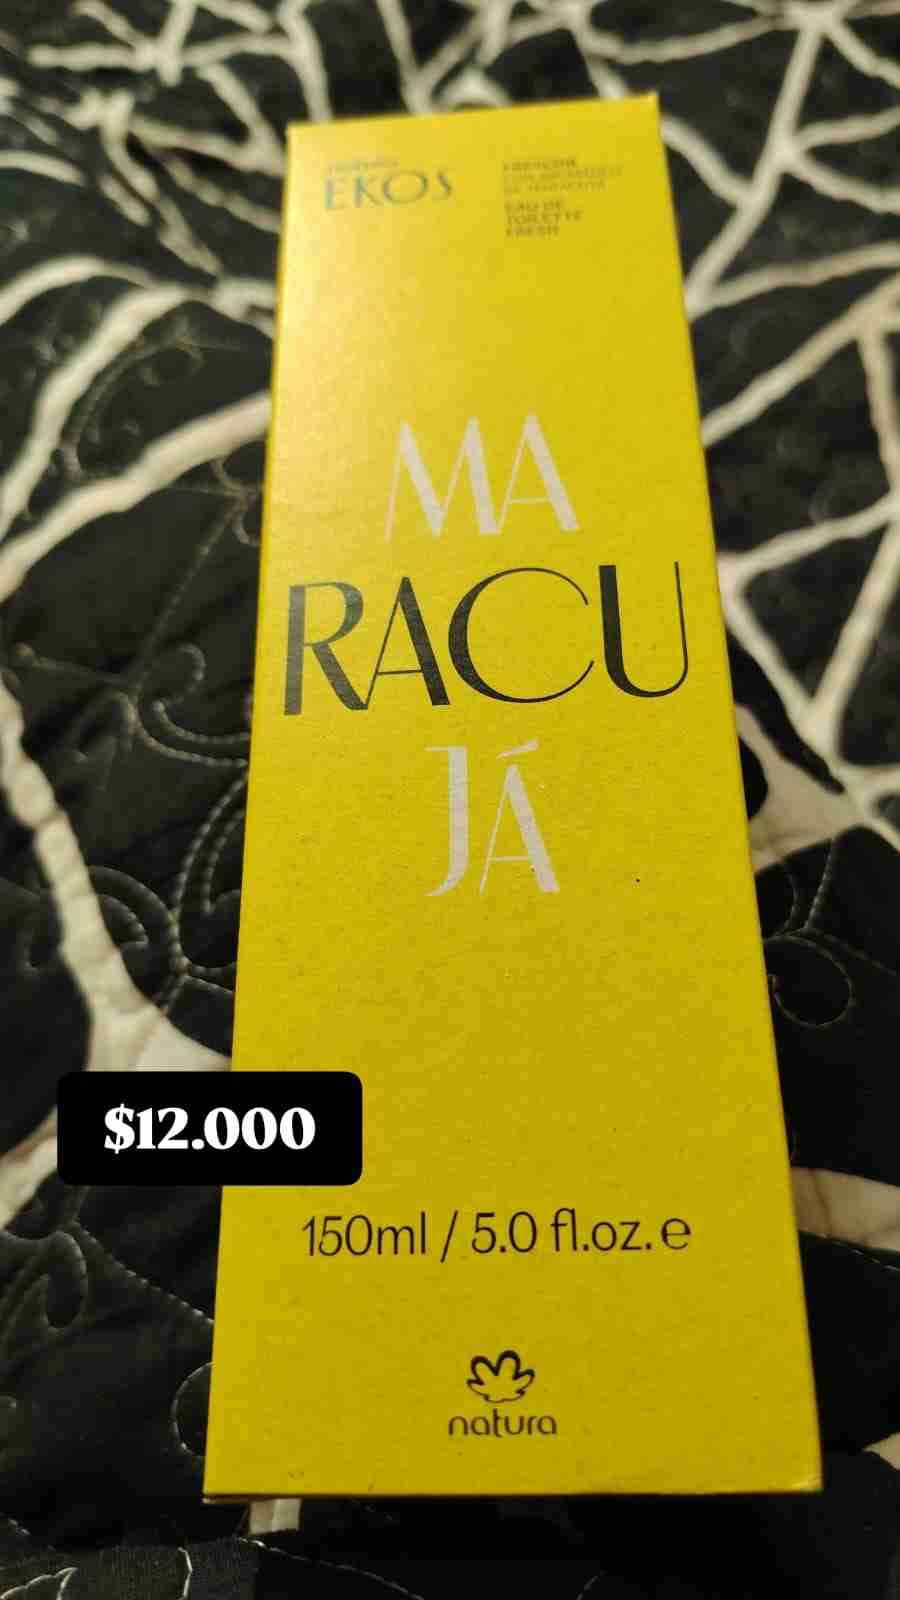 EKOS
EAU DE
TOILETTE
FRESH
MA
RACU
JÁ
$12.000
150ml / 5.0 fl.oz. e
natura